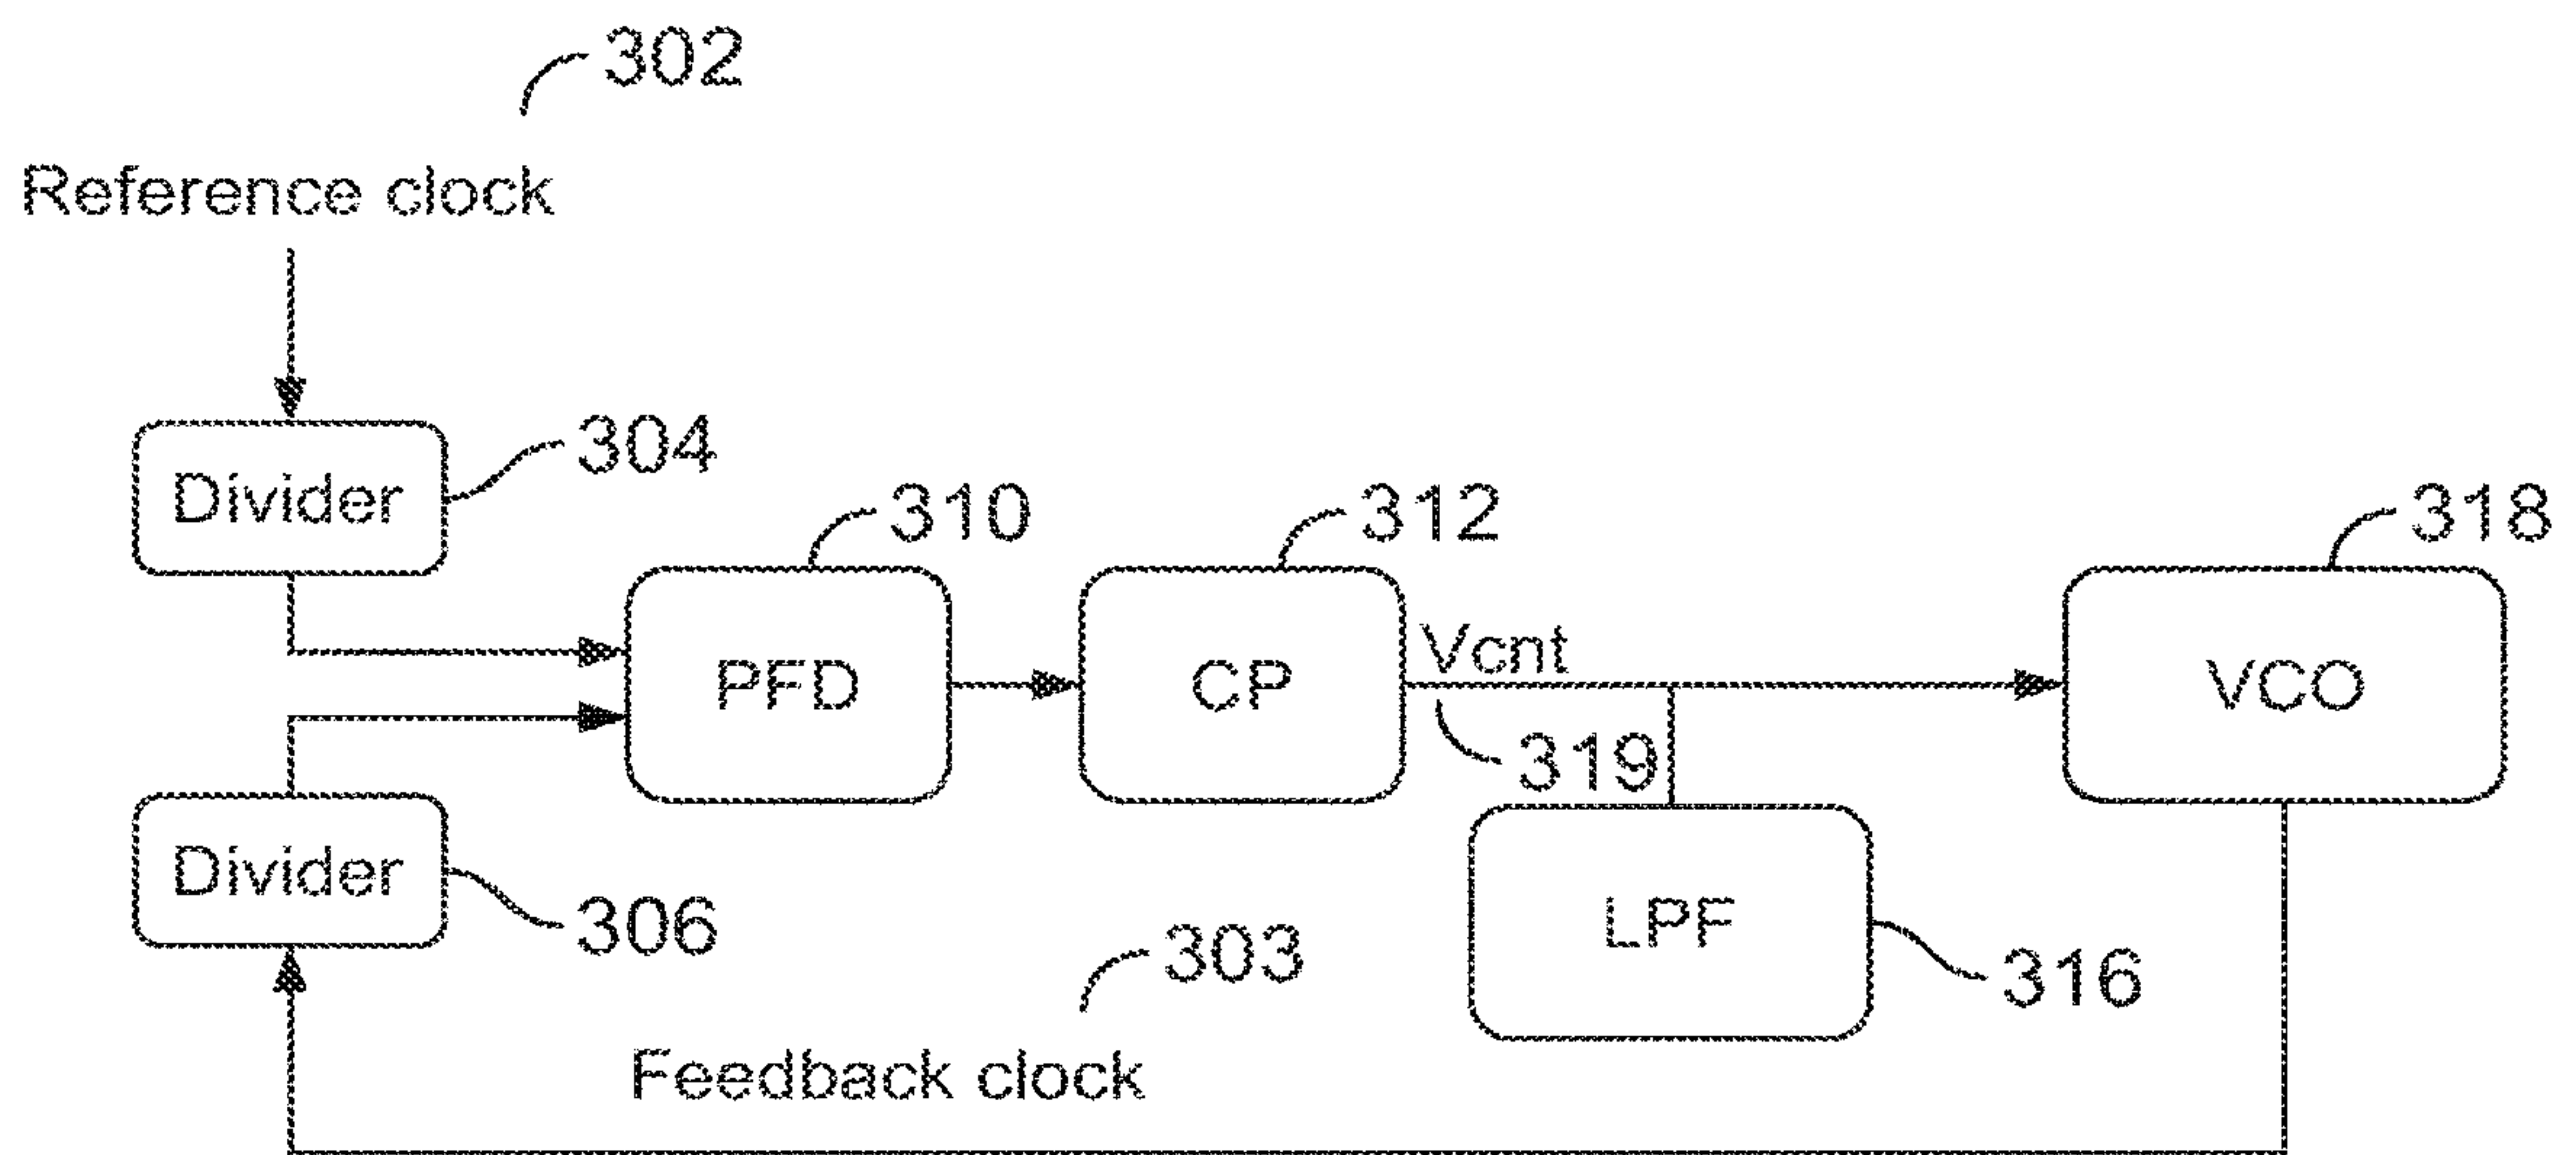 302
Reference clock
Divider
304
310
312
318
PFD
CP
Vcnt
VCO
319
Divider
306
LPF
303
316
Feedback clock